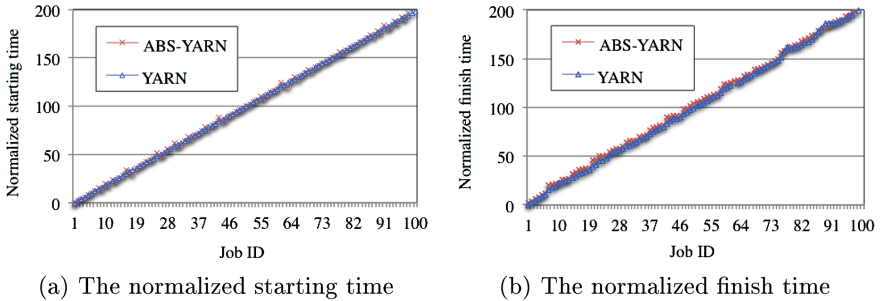 Normalized starting time
200
150
100
50
0
ABS-YARN
YARN
1 10 19 28 37 46 55 64 73 82 91 100
Job ID
(a) The normalized starting time
Normalized finish time
200
150
100
50
0
ABS-YARN
YARN
1 10 19 28 37 46 55 64 73 82 91 100
Job ID
(b) The normalized finish time